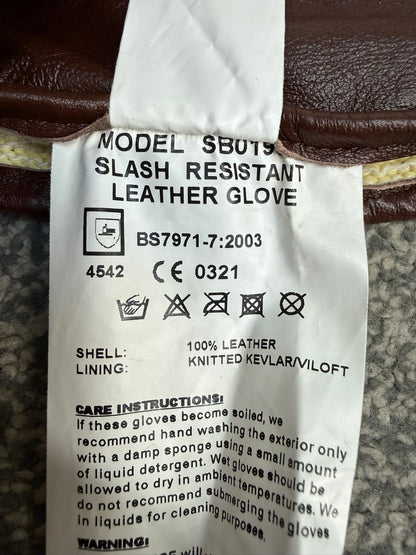 MODEL SB019
SLASH RESISTANT
LEATHER GLOVE
BS7971-7:2003
4542 CE 0321
SHELL: 100% LEATHER
LINING: KNITTED KEVLAR/VILOFT
CARE INSTRUCTIONS:
If these gloves become soiled, we
recommend hand washing the exterior only
with a damp sponge using a small amount
of liquid detergent. Wet gloves should be
allowed to dry in ambient temperatures. We
do not recommend submerging the gloves
in liquids for cleaning purposes.
WARNING:
will